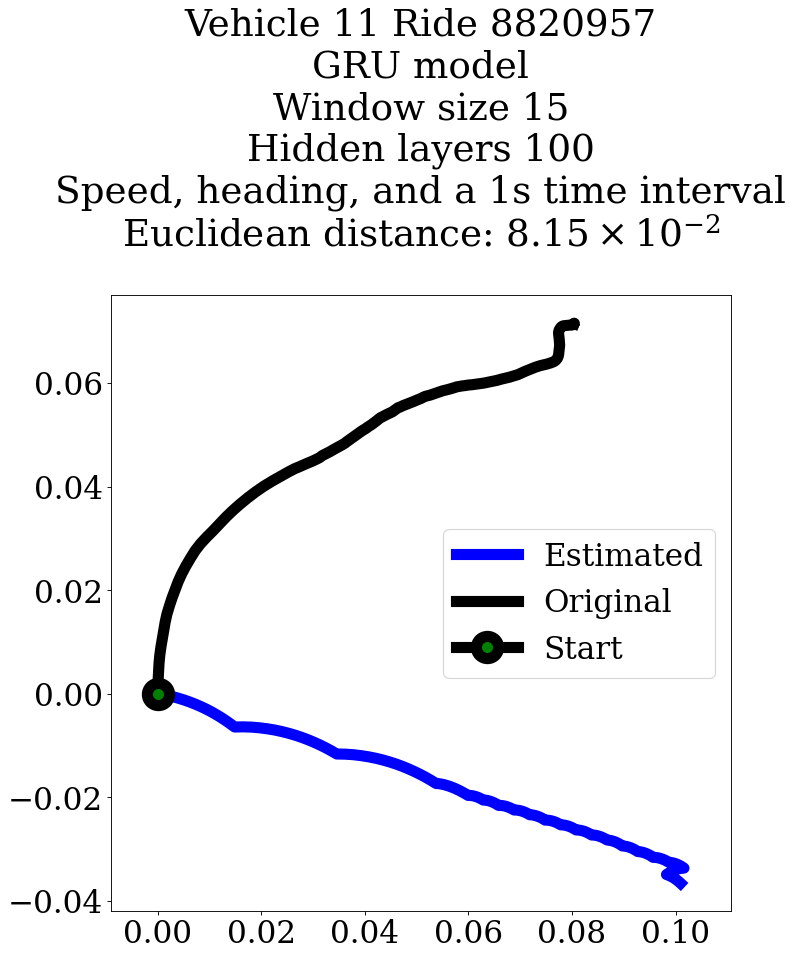 Vehicle 11 Ride 8820957
GRU model
Window size 15
Hidden layers 100
Speed, heading, and a 1s time interval
Euclidean distance: 8.15 × 10⁻²
0.06
0.04
0.02
0.00
−0.02
−0.04
Estimated
Original
Start
0.00 0.02 0.04 0.06 0.08 0.10